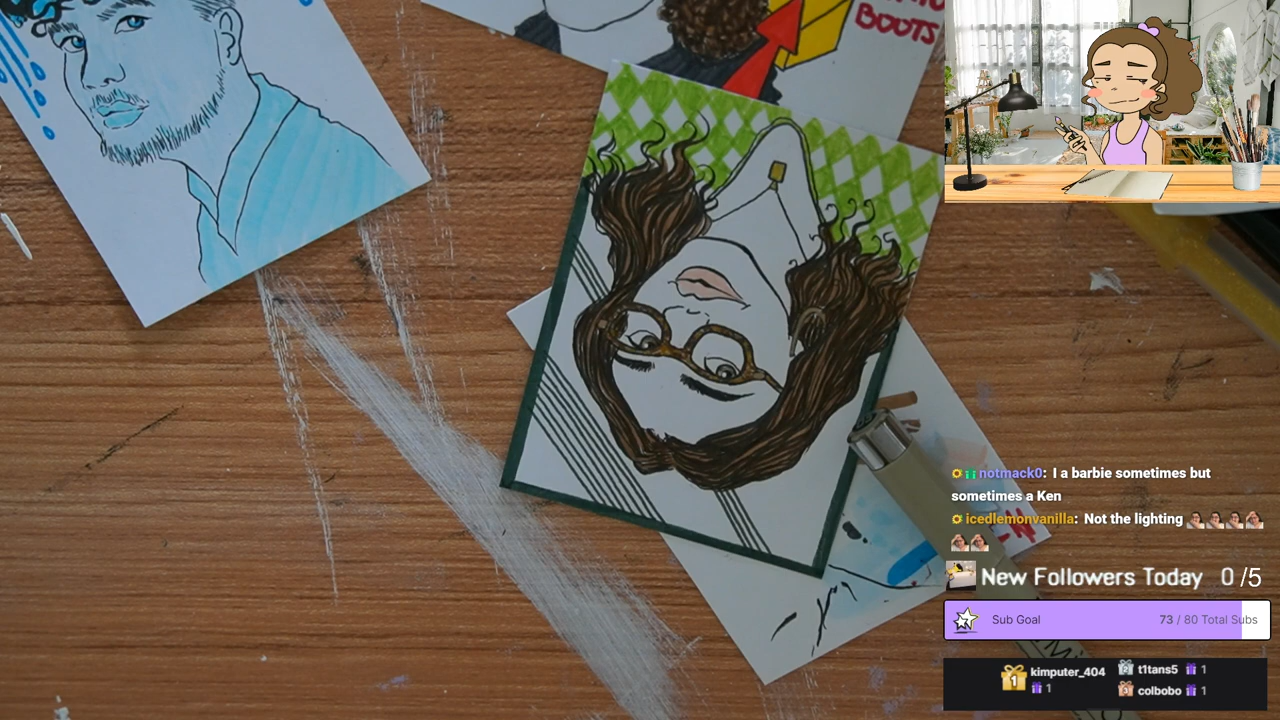 BOOTS
notmack0: I a barbie sometimes but
sometimes a Ken
icedlemonvanilla: Not the lighting
New Followers Today 0 /5
Sub Goal 73 / 80 Total Subs
1 kimputer_404 1
t1tans5 1
colbobo 1